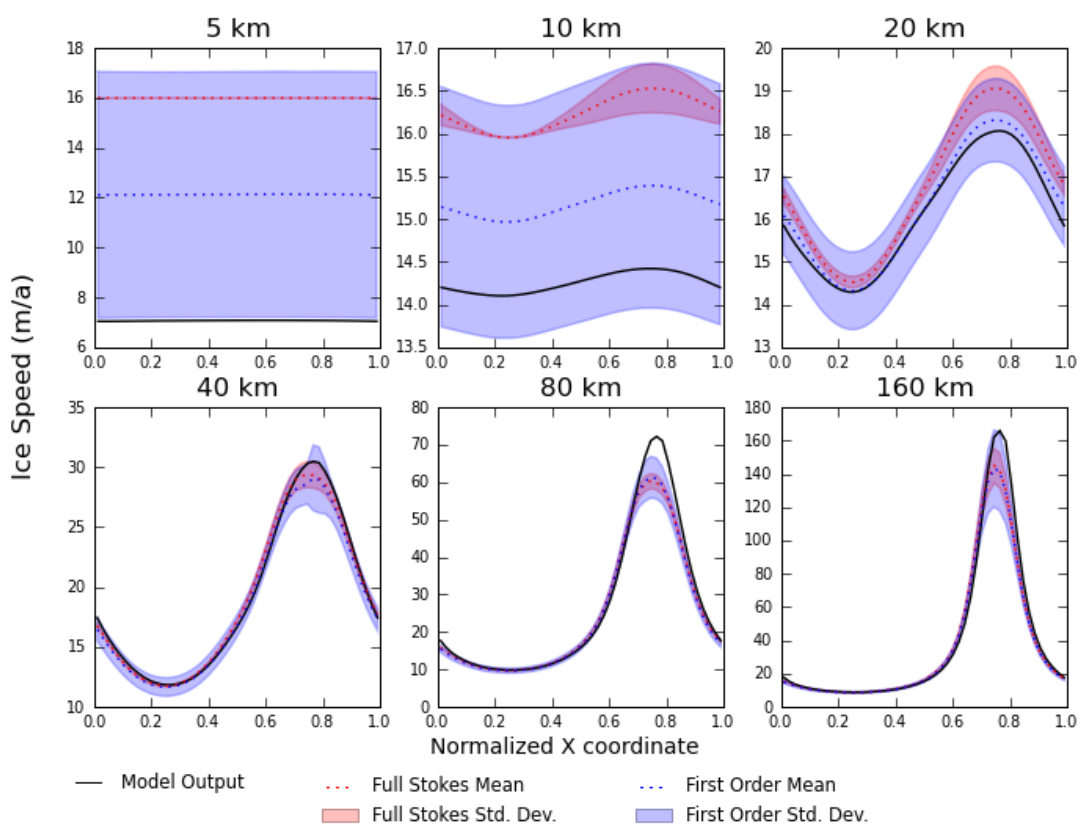 5 km
10 km
20 km
18
16
14
12
10
8
6
0.0 0.2 0.4 0.6 0.8 1.0
17.0
16.5
16.0
15.5
15.0
14.5
14.0
13.5
0.0 0.2 0.4 0.6 0.8 1.0
20
19
18
17
16
15
14
13
0.0 0.2 0.4 0.6 0.8 1.0
Ice Speed (m/a)
40 km
80 km
160 km
35
30
25
20
15
10
0.0 0.2 0.4 0.6 0.8 1.0
80
70
60
50
40
30
20
10
0
0.0 0.2 0.4 0.6 0.8 1.0
180
160
140
120
100
80
60
40
20
0
0.0 0.2 0.4 0.6 0.8 1.0
Normalized X coordinate
Model Output
Full Stokes Mean
First Order Mean
Full Stokes Std. Dev.
First Order Std. Dev.